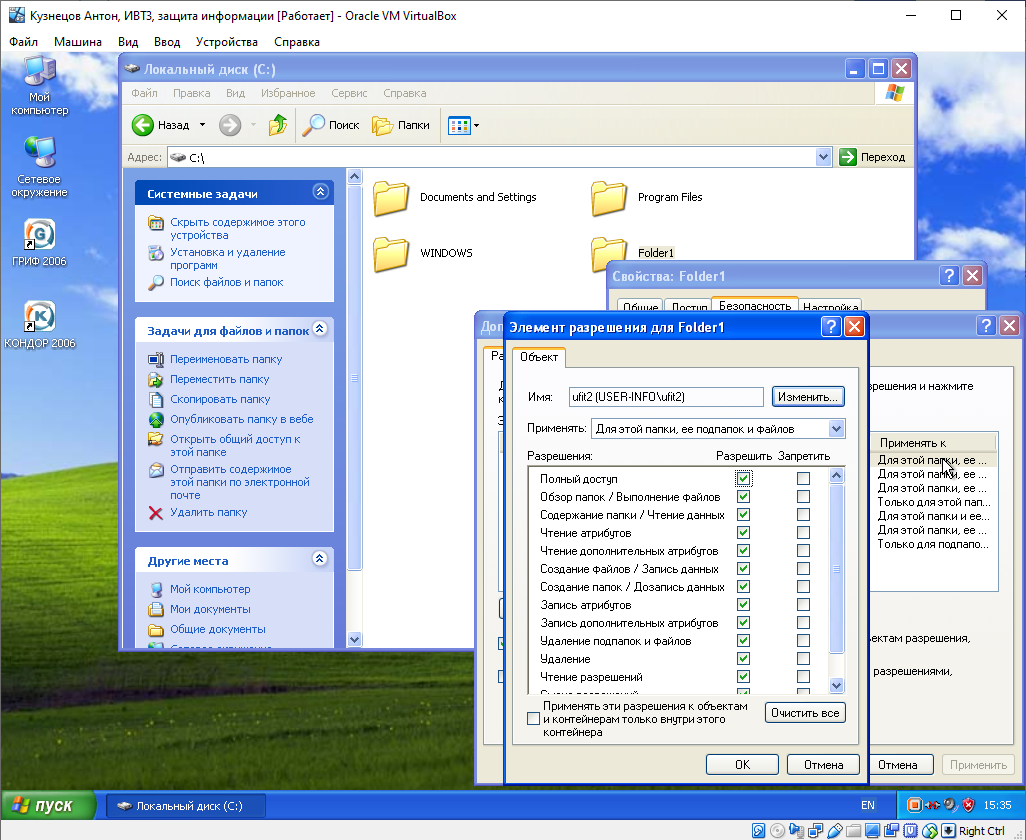 Кузнецов Антон, ИВТ3, защита информации [Работает] - Oracle VM VirtualBox
Файл Машина Вид Ввод Устройства Справка
Мой
компьютер
Сетевое
окружение
ГРИФ 2006
КОНДОР 2006
Локальный диск (C:)
Файл Правка Вид Избранное Сервис Справка
Назад Поиск Папки
Адрес: C:\ Переход
Системные задачи
Скрыть содержимое этого
устройства
Установка и удаление
программ
Поиск файлов и папок
Задачи для файлов и папок
Переименовать папку
Переместить папку
Скопировать папку
Опубликовать папку в вебе
Открыть общий доступ к
этой папке
Отправить содержимое
этой папки по электронной
почте
Удалить папку
Другие места
Мой компьютер
Мои документы
Общие документы
Documents and Settings
Program Files
WINDOWS
Folder1
Свойства: Folder1
Общие Доступ Безопасность Настройка
Элемент разрешения для Folder1
Объект
Имя: ufit2 (USER-INFO\ufit2) Изменить...
Применять: Для этой папки, ее подпапок и файлов
Разрешения: Разрешить Запретить
Полный доступ
Обзор папок / Выполнение файлов
Содержание папки / Чтение данных
Чтение атрибутов
Чтение дополнительных атрибутов
Создание файлов / Запись данных
Создание папок / Дозапись данных
Запись атрибутов
Запись дополнительных атрибутов
Удаление подпапок и файлов
Удаление
Чтение разрешений
Применять эти разрешения к объектам
и контейнерам только внутри этого
контейнера
Очистить все
OK Отмена
решения и нажмите
Применять к
Для этой папки, ее ...
Для этой папки, ее ...
Для этой папки, ее ...
Только для этой пап...
Для этой папки и ее...
Для этой папки, ее ...
Только для подпапо...
ъектам разрешения,
разрешениями,
Отмена Применить
пуск Локальный диск (C:) EN 15:35
Right Ctrl